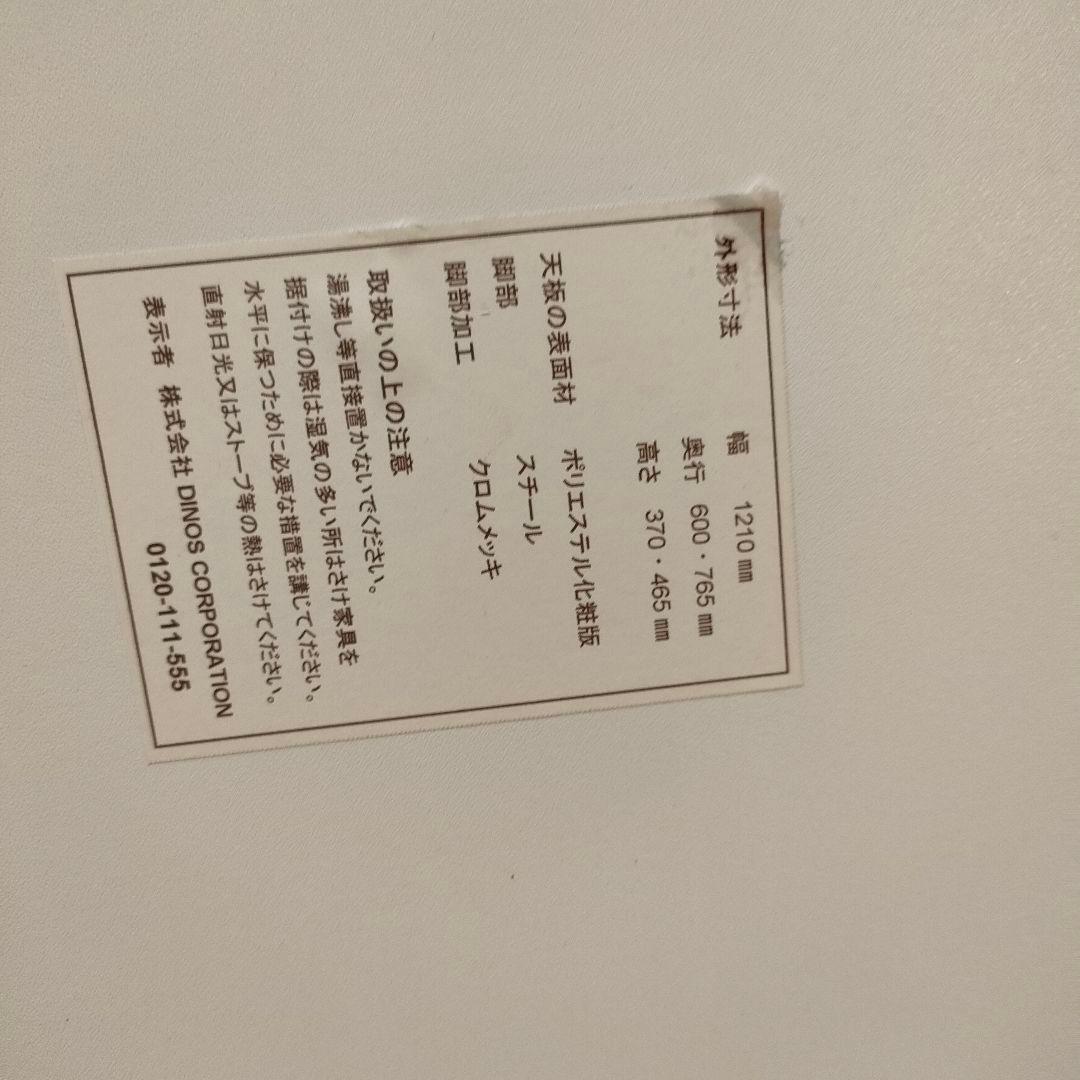 外形寸法 幅 1210㎜
奥行 600・765㎜
高さ 370・465㎜
天板の表面材 ポリエステル化粧版
脚部 スチール
脚部加工 クロムメッキ
取扱いの上の注意
湯沸し等直接置かないでください。
据付けの際は湿気の多い所はさけ家具を
水平に保つために必要な措置を講じてください。
直射日光又はストーブ等の熱はさけてください。
表示者 株式会社 DINOS CORPORATION
0120-111-555